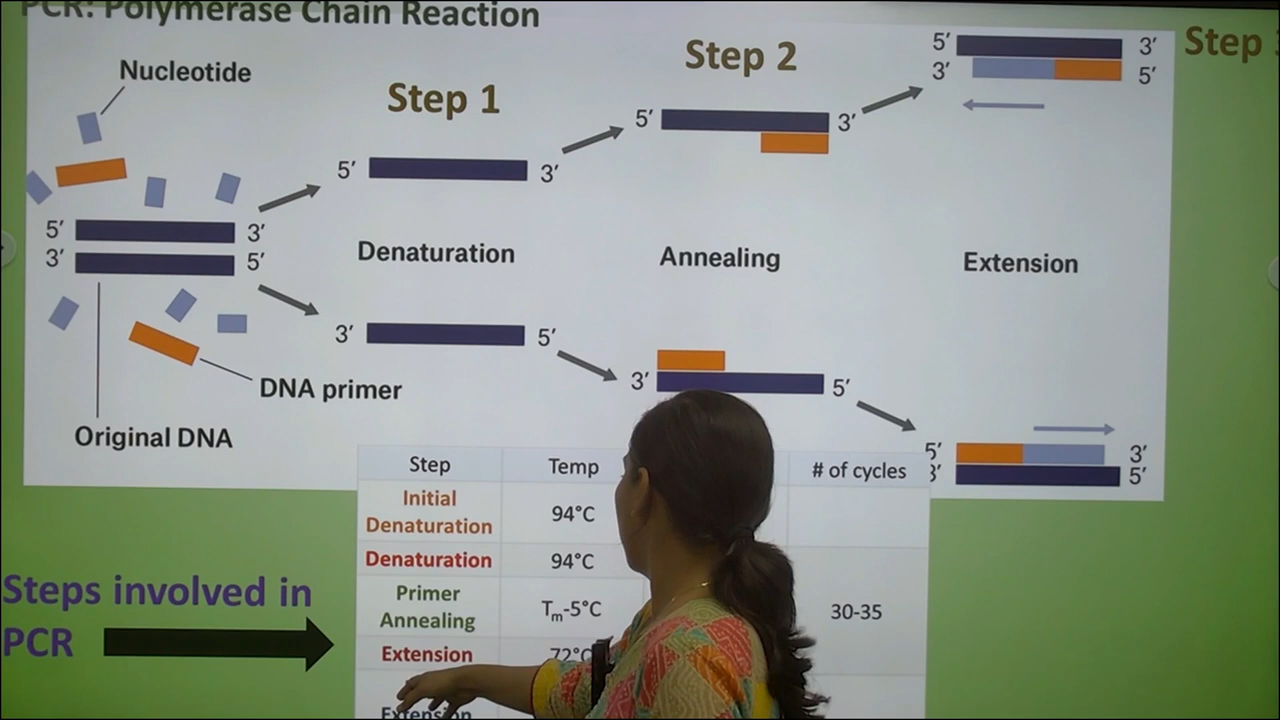 PCR: Polymerase Chain Reaction
Nucleotide
Step 1
Step 2
Step
5′ 3′
3′ 5′
5′ 3′
5′ 3′
5′ 3′
3′ 5′
Denaturation
Annealing
Extension
3′ 5′
3′ 5′
DNA primer
Original DNA
5′ 3′
3′ 5′
Step Temp # of cycles
Initial
Denaturation 94°C
Denaturation 94°C
Primer
Annealing Tm-5°C 30-35
Extension 72°C
Extension
Steps involved in
PCR